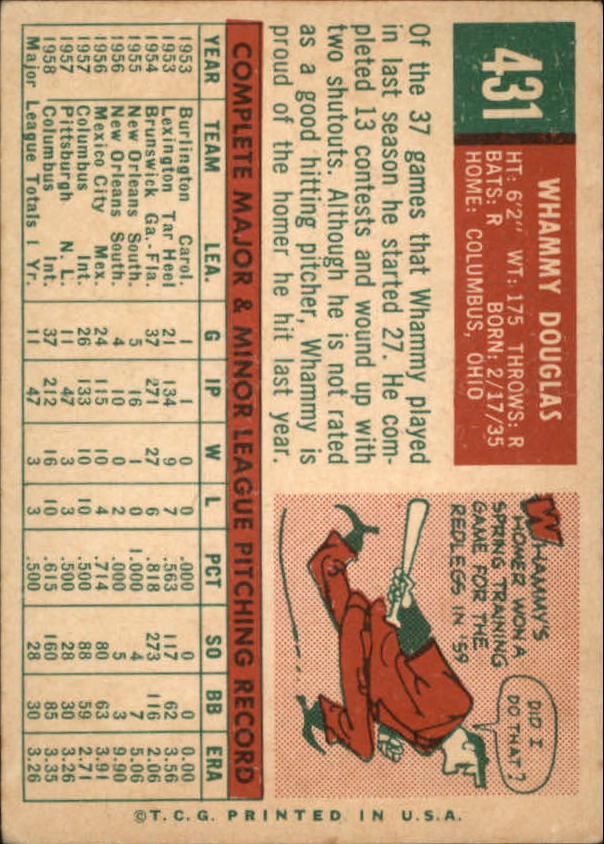 431
WHAMMY DOUGLAS
HT: 6'2" WT: 175 THROWS: R
BATS: R BORN: 2/17/35
HOME: COLUMBUS, OHIO
Of the 37 games that Whammy played
in last season he started 27. He com-
pleted 13 contests and wound up with
two shutouts. Although he is not rated
as a good hitting pitcher, Whammy is
proud of the homer he hit last year.
WHAMMY'S
HOMER WON A
SPRING TRAINING
GAME FOR THE
REDLEGS IN '59
DID I
DO THAT?
COMPLETE MAJOR & MINOR LEAGUE PITCHING RECORD
YEAR TEAM LEA. G IP W L PCT SO BB ERA
1953 Burlington Carol. 1 1 0 0 .000 0 0 0.00
1953 Lexington Tar Heel 21 134 9 7 .563 117 62 3.56
1954 Brunswick Ga.-Fla. 37 271 27 6 .818 273 116 2.06
1955 New Orleans South. 5 16 1 0 1.000 4 7 5.06
1956 New Orleans South. 4 10 0 2 .000 5 3 9.90
1956 Mexico City Mex. 24 115 10 4 .714 80 63 3.91
1957 Columbus Int. 26 133 10 10 .500 88 59 2.71
1957 Pittsburgh N. L. 11 47 3 3 .500 28 30 3.26
1958 Columbus Int. 37 212 16 10 .615 160 85 3.35
Major League Totals 1 Yr. 11 47 3 3 .500 28 30 3.26
©T.C.G. PRINTED IN U.S.A.